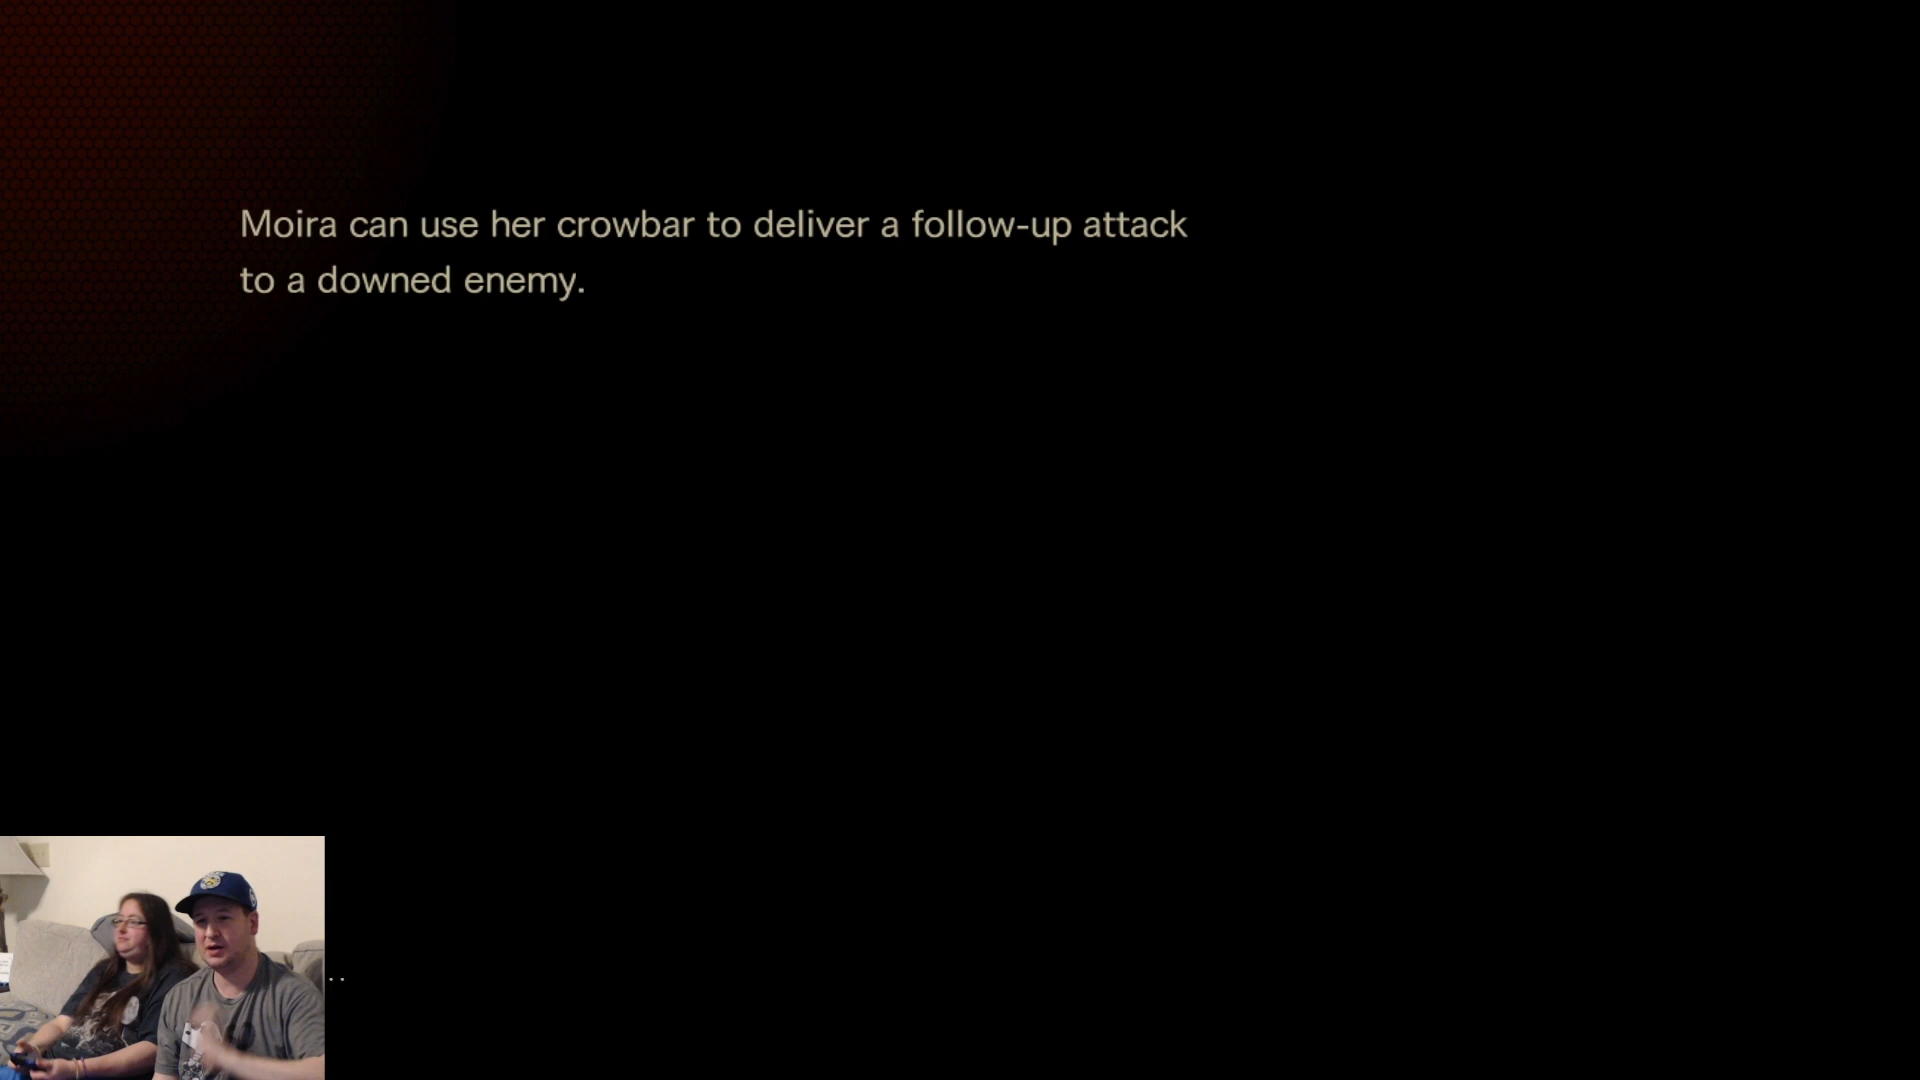 Moira can use her crowbar to deliver a follow-up attack
to a downed enemy.
..